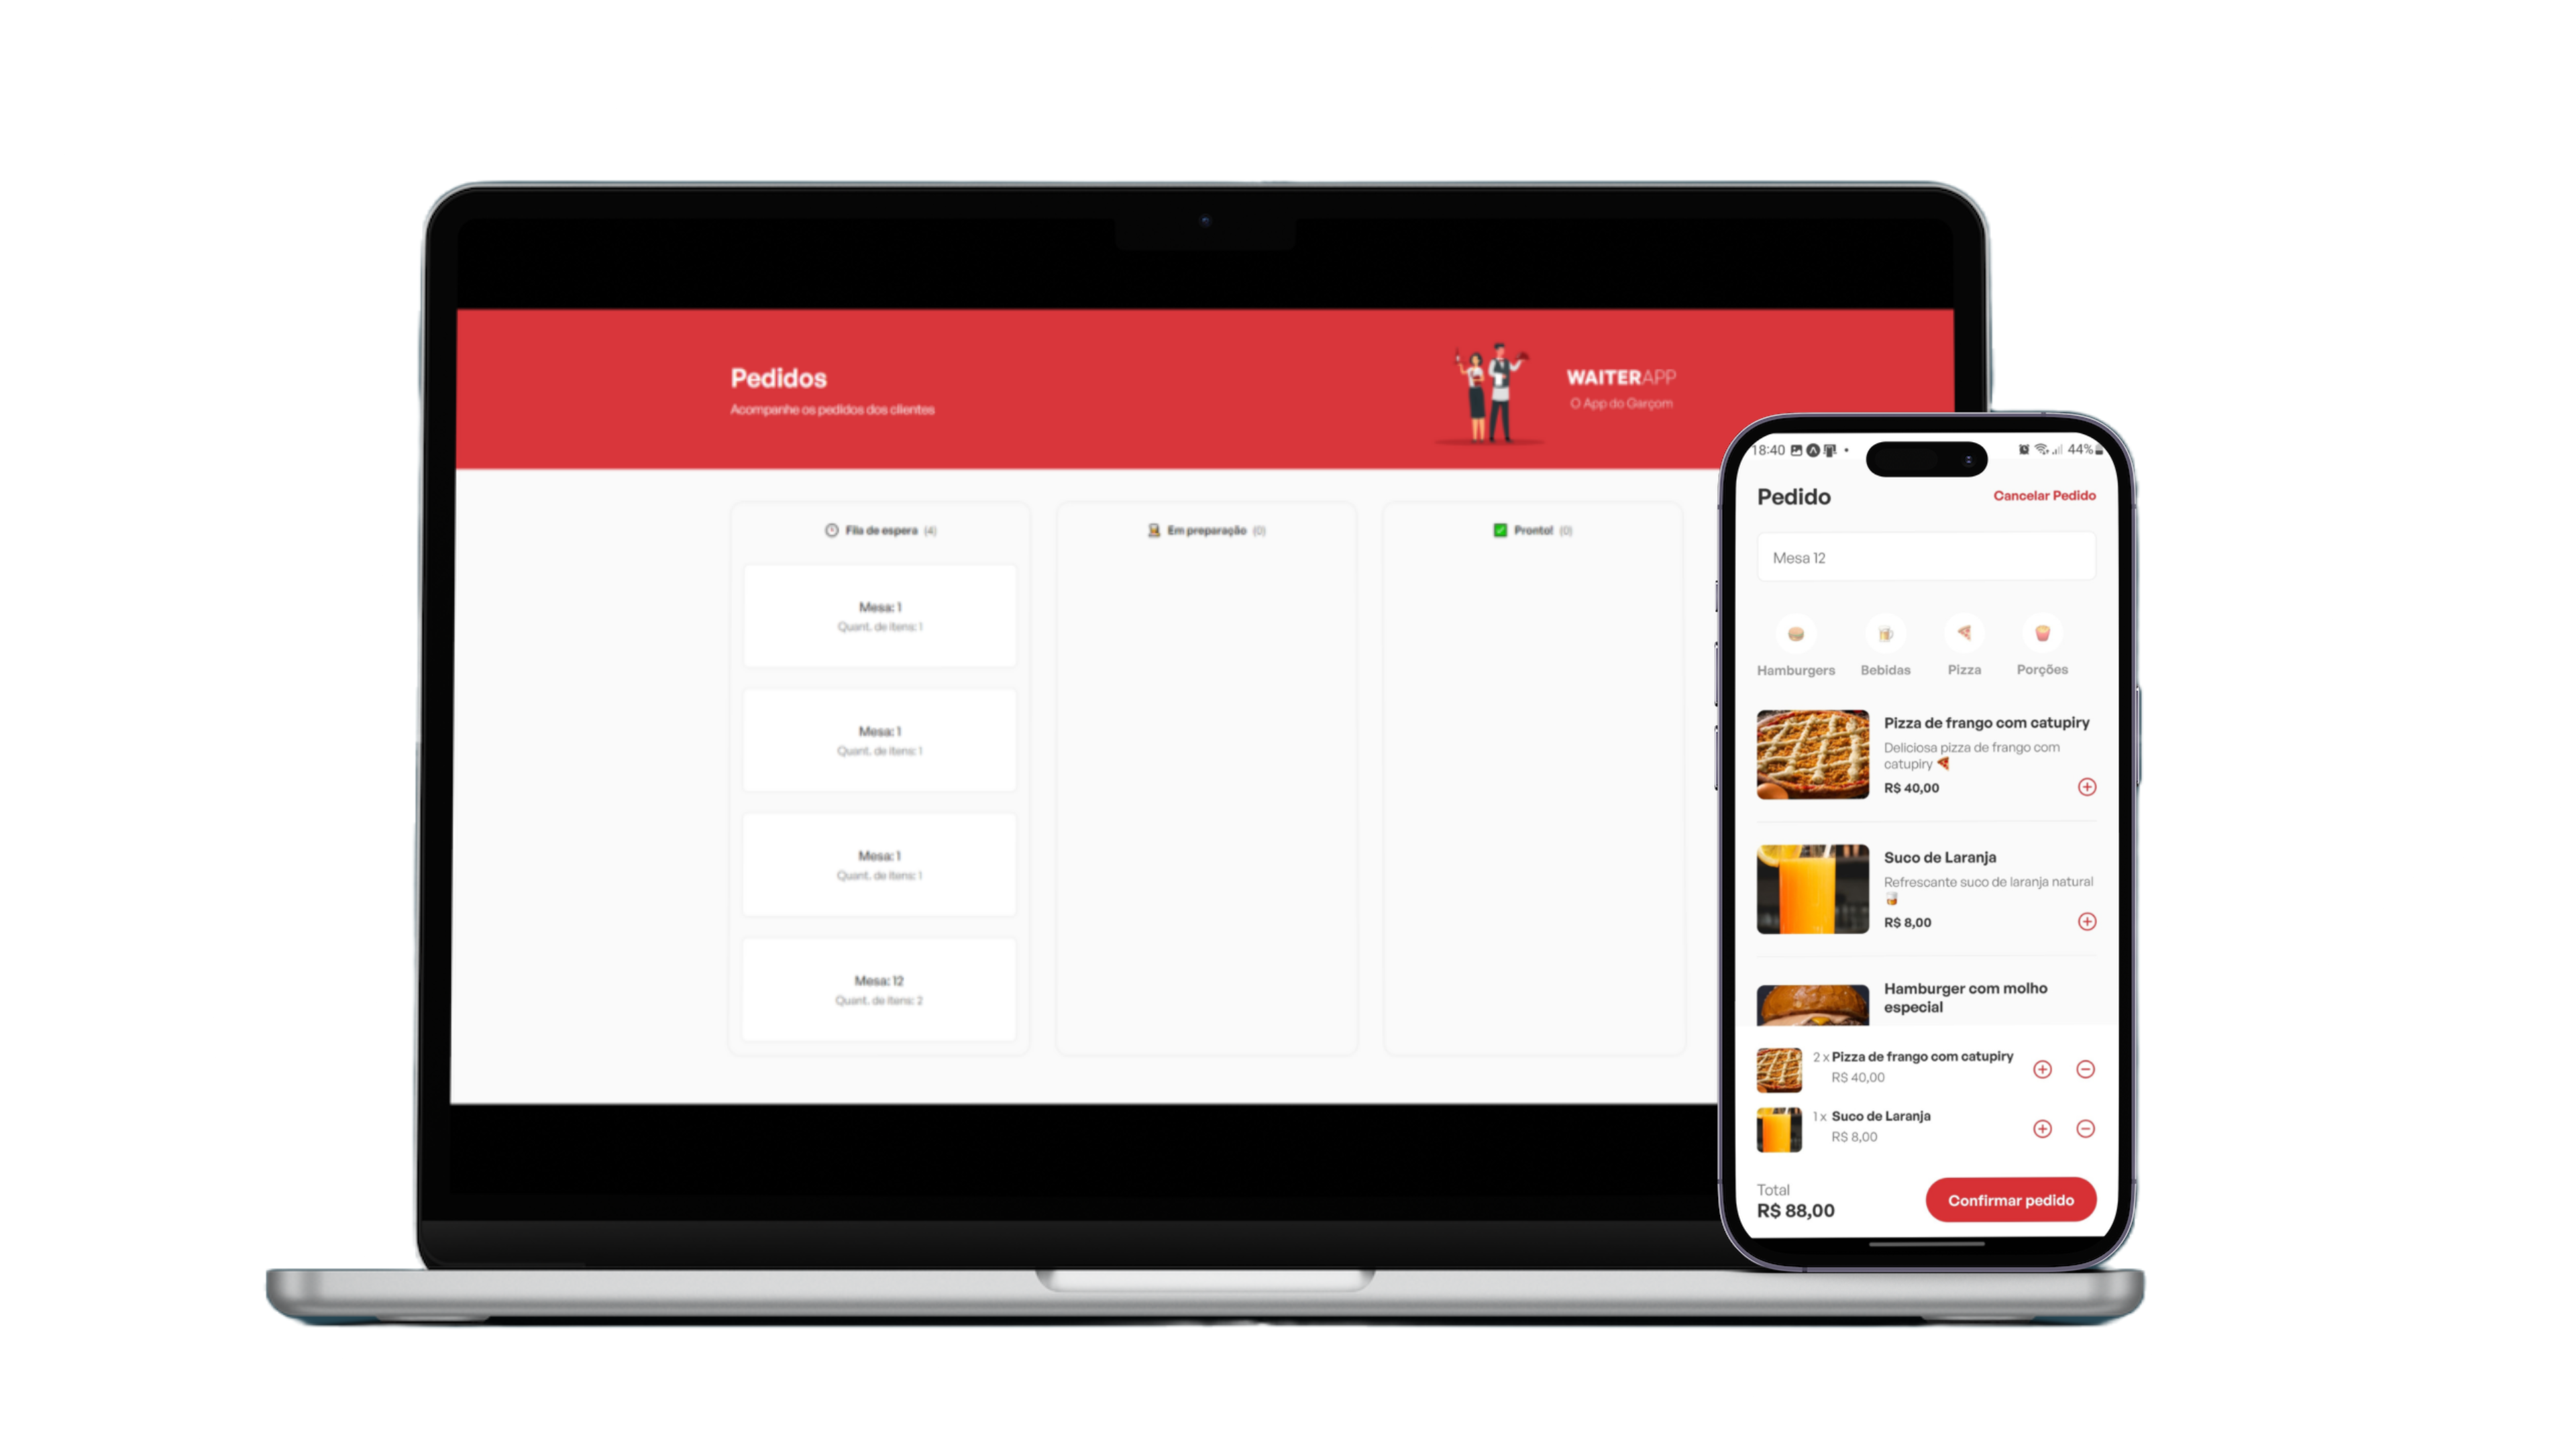 Pedidos
Acompanhe os pedidos dos clientes
WAITERAPP
O App do Garçom
Fila de espera (4)
Mesa: 1
Quant. de itens: 1
Mesa: 1
Quant. de itens: 1
Mesa: 1
Quant. de itens: 1
Mesa: 12
Quant. de itens: 2
Em preparação (0)
Pronto! (0)
18:40
44%
Pedido
Cancelar Pedido
Mesa 12
Hamburgers
Bebidas
Pizza
Porções
Pizza de frango com catupiry
Deliciosa pizza de frango com
catupiry 🍕
R$ 40,00
Suco de Laranja
Refrescante suco de laranja natural
R$ 8,00
Hamburger com molho
especial
2 x Pizza de frango com catupiry
R$ 40,00
1 x Suco de Laranja
R$ 8,00
Total
R$ 88,00
Confirmar pedido